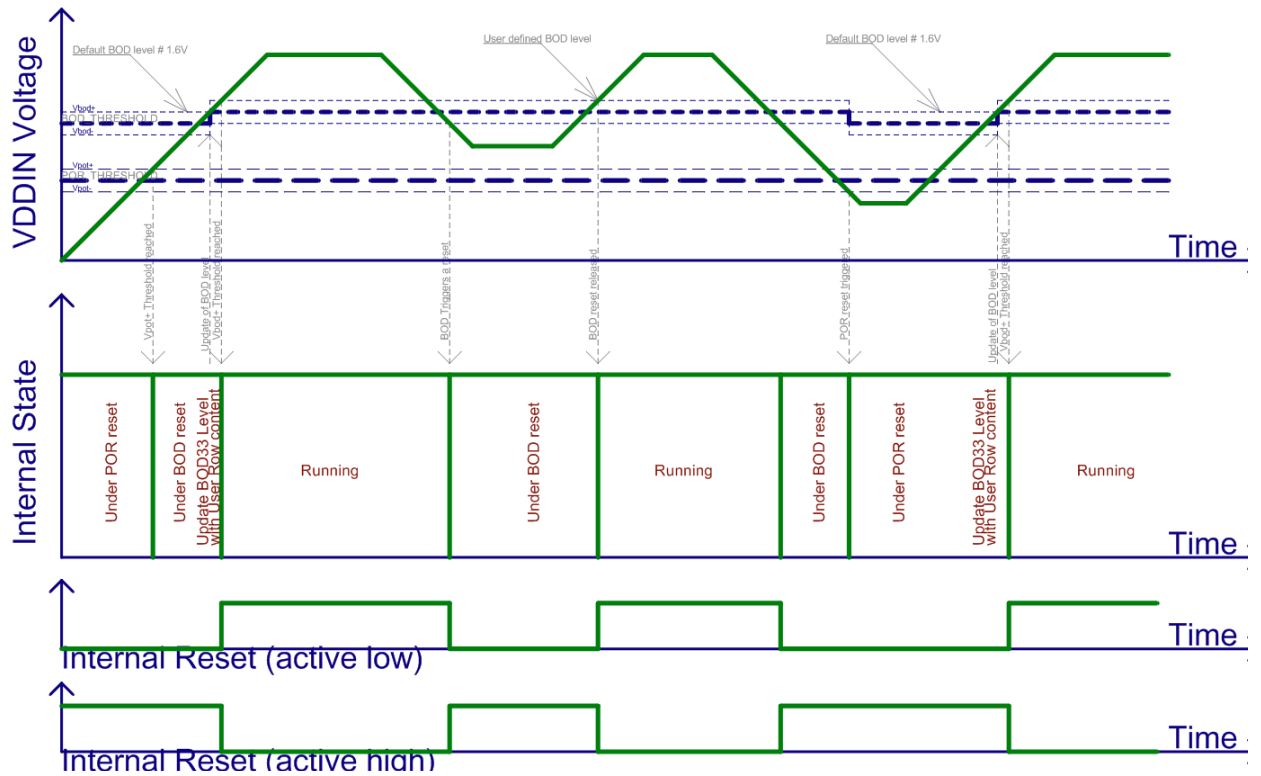 VDDIN Voltage
Default BOD level # 1.6V
User defined BOD level
Default BOD level # 1.6V
Vbod+
BOD_THRESHOLD
Vbod-
Vpot+
POR_THRESHOLD
Vpot-
Time
Vpot+ Threshold reached
Update of BOD level
Vbod+ Threshold reached
BOD Triggers a reset
BOD reset released
POR reset triggered
Update of BOD level
Vbod+ Threshold reached
Internal State
Under POR reset
Under BOD reset
Update BOD33 Level
with User Row content
Running
Under BOD reset
Running
Under BOD reset
Under POR reset
Update BOD33 Level
with User Row content
Running
Time
Internal Reset (active low)
Time
Internal Reset (active high)
Time